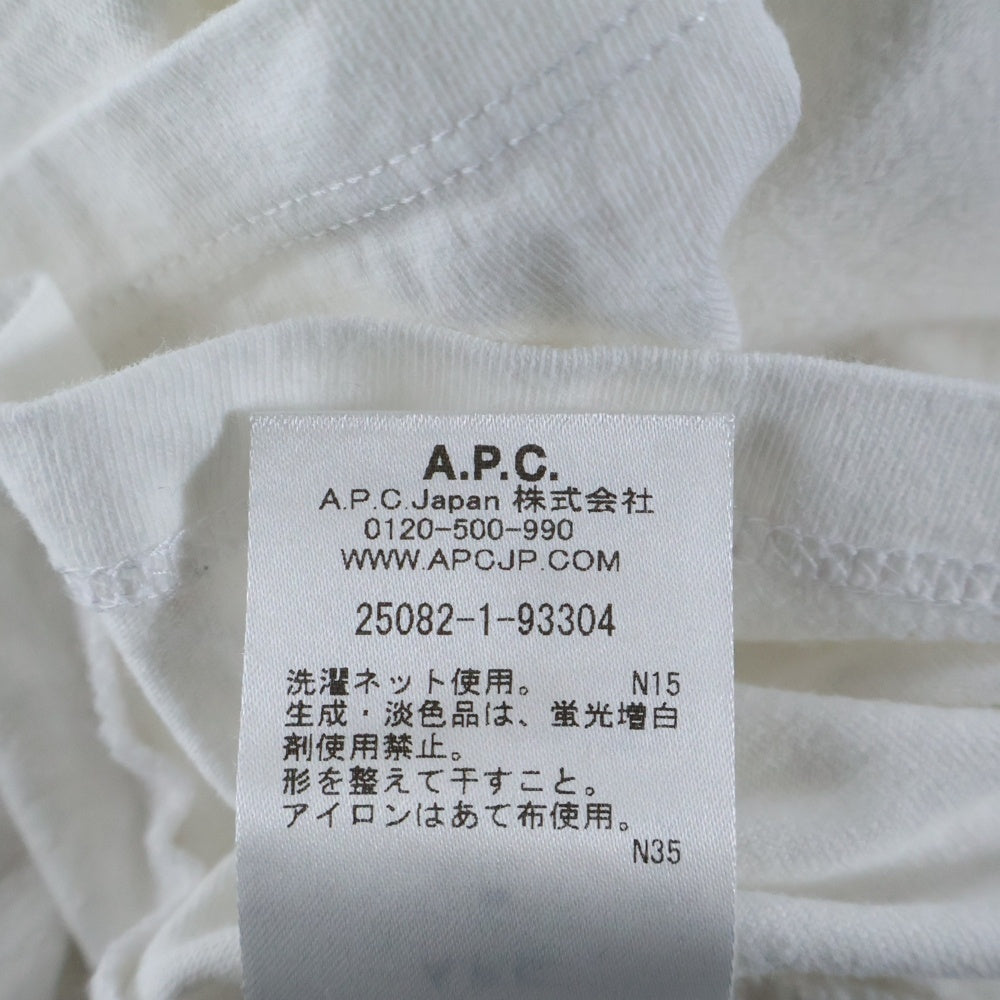 A.P.C.
A.P.C.Japan 株式会社
0120-500-990
WWW.APCJP.COM
25082-1-93304
洗濯ネット使用。 N15
生成・淡色品は、蛍光増白
剤使用禁止。
形を整えて干すこと。
アイロンはあて布使用。
N35